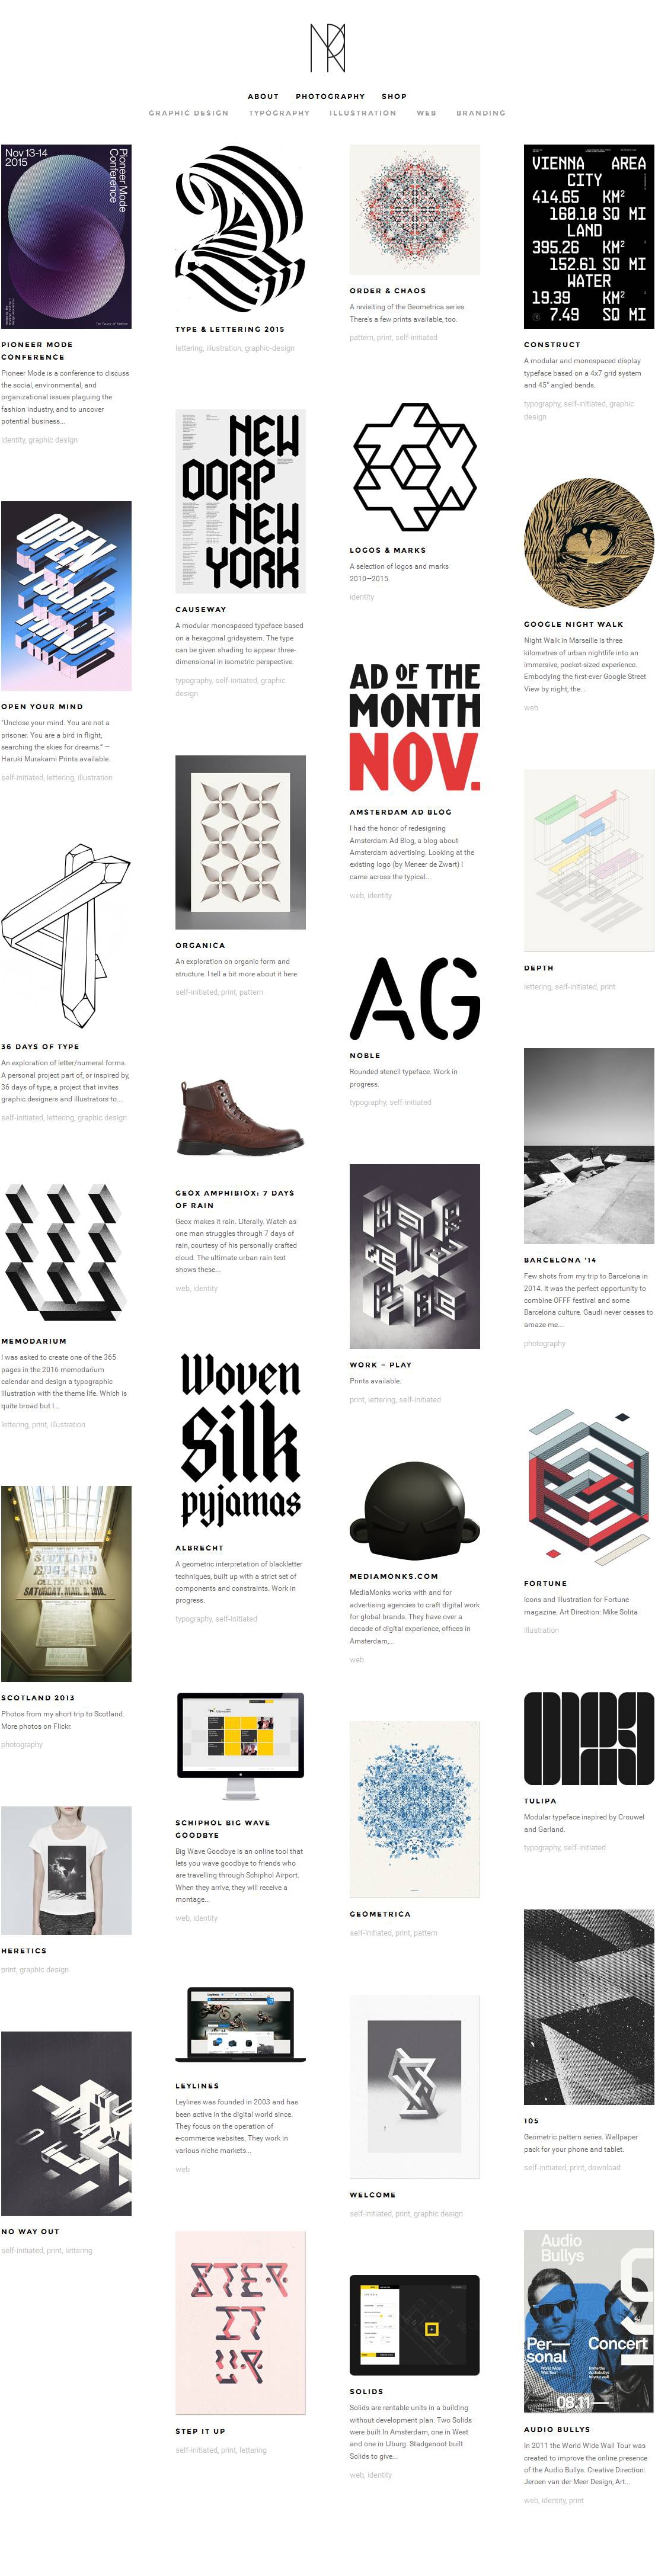 ABOUT PHOTOGRAPHY SHOP
GRAPHIC DESIGN TYPOGRAPHY ILLUSTRATION WEB BRANDING
Nov 13-14
2015
Pioneer Mode
Conference
PIONEER MODE
CONFERENCE
Pioneer Mode is a conference to discuss
the social, environmental, and
organizational issues plaguing the
fashion industry, and to uncover
potential business...
identity, graphic design
OPEN YOUR MIND
OPEN YOUR MIND
"Unclose your mind. You are not a
prisoner. You are a bird in flight,
searching the skies for dreams." —
Haruki Murakami Prints available.
self-initiated, lettering, illustration
36 DAYS OF TYPE
An exploration of letter/numeral forms.
A personal project part of, or inspired by,
36 days of type, a project that invites
graphic designers and illustrators to...
self-initiated, lettering, graphic design
MEMODARIUM
I was asked to create one of the 365
pages in the 2016 memodarium
calendar and design a typographic
illustration with the theme life. Which is
quite broad but I...
lettering, print, illustration
SCOTLAND
ENGLAND
CELTIC PARK
SATURDAY, MAR. 2, 1918.
SCOTLAND 2013
Photos from my short trip to Scotland.
More photos on Flickr.
photography
HERETICS
print, graphic design
NO WAY OUT
self-initiated, print, lettering
2
TYPE & LETTERING 2015
lettering, illustration, graphic-design
NEW
DORP
NEW
YORK
CAUSEWAY
A modular monospaced typeface based
on a hexagonal gridsystem. The type
can be given shading to appear three-
dimensional in isometric perspective.
typography, self-initiated, graphic
design
ORGANICA
An exploration on organic form and
structure. I tell a bit more about it here
self-initiated, print, pattern
GEOX AMPHIBIOX: 7 DAYS
OF RAIN
Geox makes it rain. Literally. Watch as
one man struggles through 7 days of
rain, courtesy of his personally crafted
cloud. The ultimate urban rain test
shows these...
web, identity
Woven
Silk
pyjamas
ALBRECHT
A geometric interpretation of blackletter
techniques, built up with a strict set of
components and constraints. Work in
progress.
typography, self-initiated
SCHIPHOL BIG WAVE
GOODBYE
Big Wave Goodbye is an online tool that
lets you wave goodbye to friends who
are travelling through Schiphol Airport.
When they arrive, they will receive a
montage...
web, identity
LEYLINES
Leylines was founded in 2003 and has
been active in the digital world since.
They focus on the operation of
e-commerce websites. They work in
various niche markets...
web
STEP
IT
UP
STEP IT UP
self-initiated, print, lettering
ORDER & CHAOS
A revisiting of the Geometrica series.
There's a few prints available, too.
pattern, print, self-initiated
LOGOS & MARKS
A selection of logos and marks
2010—2015.
identity
AD OF THE
MONTH
NOV.
AMSTERDAM AD BLOG
I had the honor of redesigning
Amsterdam Ad Blog, a blog about
Amsterdam advertising. Looking at the
existing logo (by Meneer de Zwart) I
came across the typical...
web, identity
AG
NOBLE
Rounded stencil typeface. Work in
progress.
typography, self-initiated
WORK = PLAY
Prints available.
print, lettering, self-initiated
MEDIAMONKS.COM
MediaMonks works with and for
advertising agencies to craft digital work
for global brands. They have over a
decade of digital experience, offices in
Amsterdam,...
web
GEOMETRICA
self-initiated, print, pattern
WELCOME
self-initiated, print, graphic design
SOLIDS
Solids are rentable units in a building
without development plan. Two Solids
were built In Amsterdam, one in West
and one in IJburg. Stadgenoot built
Solids to give...
web, identity
VIENNA AREA
CITY
414.65 KM²
160.10 SQ MI
LAND
395.26 KM²
152.61 SQ MI
WATER
19.39 KM²
7.49 SQ MI
CONSTRUCT
A modular and monospaced display
typeface based on a 4x7 grid system
and 45° angled bends.
typography, self-initiated, graphic
design
GOOGLE NIGHT WALK
Night Walk in Marseille is three
kilometres of urban nightlife into an
immersive, pocket-sized experience.
Embodying the first-ever Google Street
View by night, the...
web
DEPTH
lettering, self-initiated, print
BARCELONA '14
Few shots from my trip to Barcelona in
2014. It was the perfect opportunity to
combine OFFF festival and some
Barcelona culture. Gaudi never ceases to
amaze me....
photography
FORTUNE
Icons and illustration for Fortune
magazine. Art Direction: Mike Solita
illustration
TULIPA
Modular typeface inspired by Crouwel
and Garland.
typography, self-initiated
105
Geometric pattern series. Wallpaper
pack for your phone and tablet.
self-initiated, print, download
Audio
Bullys
Per—
sonal
Concert
08.11—
AUDIO BULLYS
In 2011 the World Wide Wall Tour was
created to improve the online presence
of the Audio Bullys. Creative Direction:
Jeroen van der Meer Design, Art...
web, identity, print